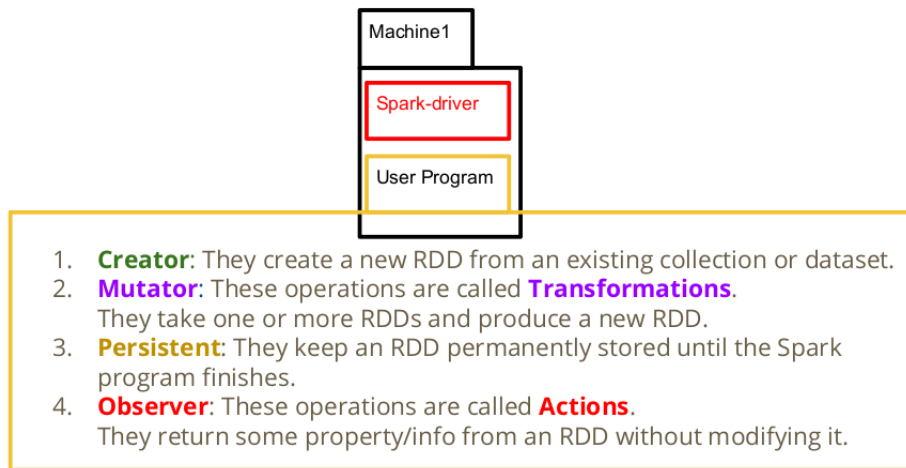 Machine1
Spark-driver
User Program
1. Creator: They create a new RDD from an existing collection or dataset.
2. Mutator: These operations are called Transformations.
They take one or more RDDs and produce a new RDD.
3. Persistent: They keep an RDD permanently stored until the Spark
program finishes.
4. Observer: These operations are called Actions.
They return some property/info from an RDD without modifying it.